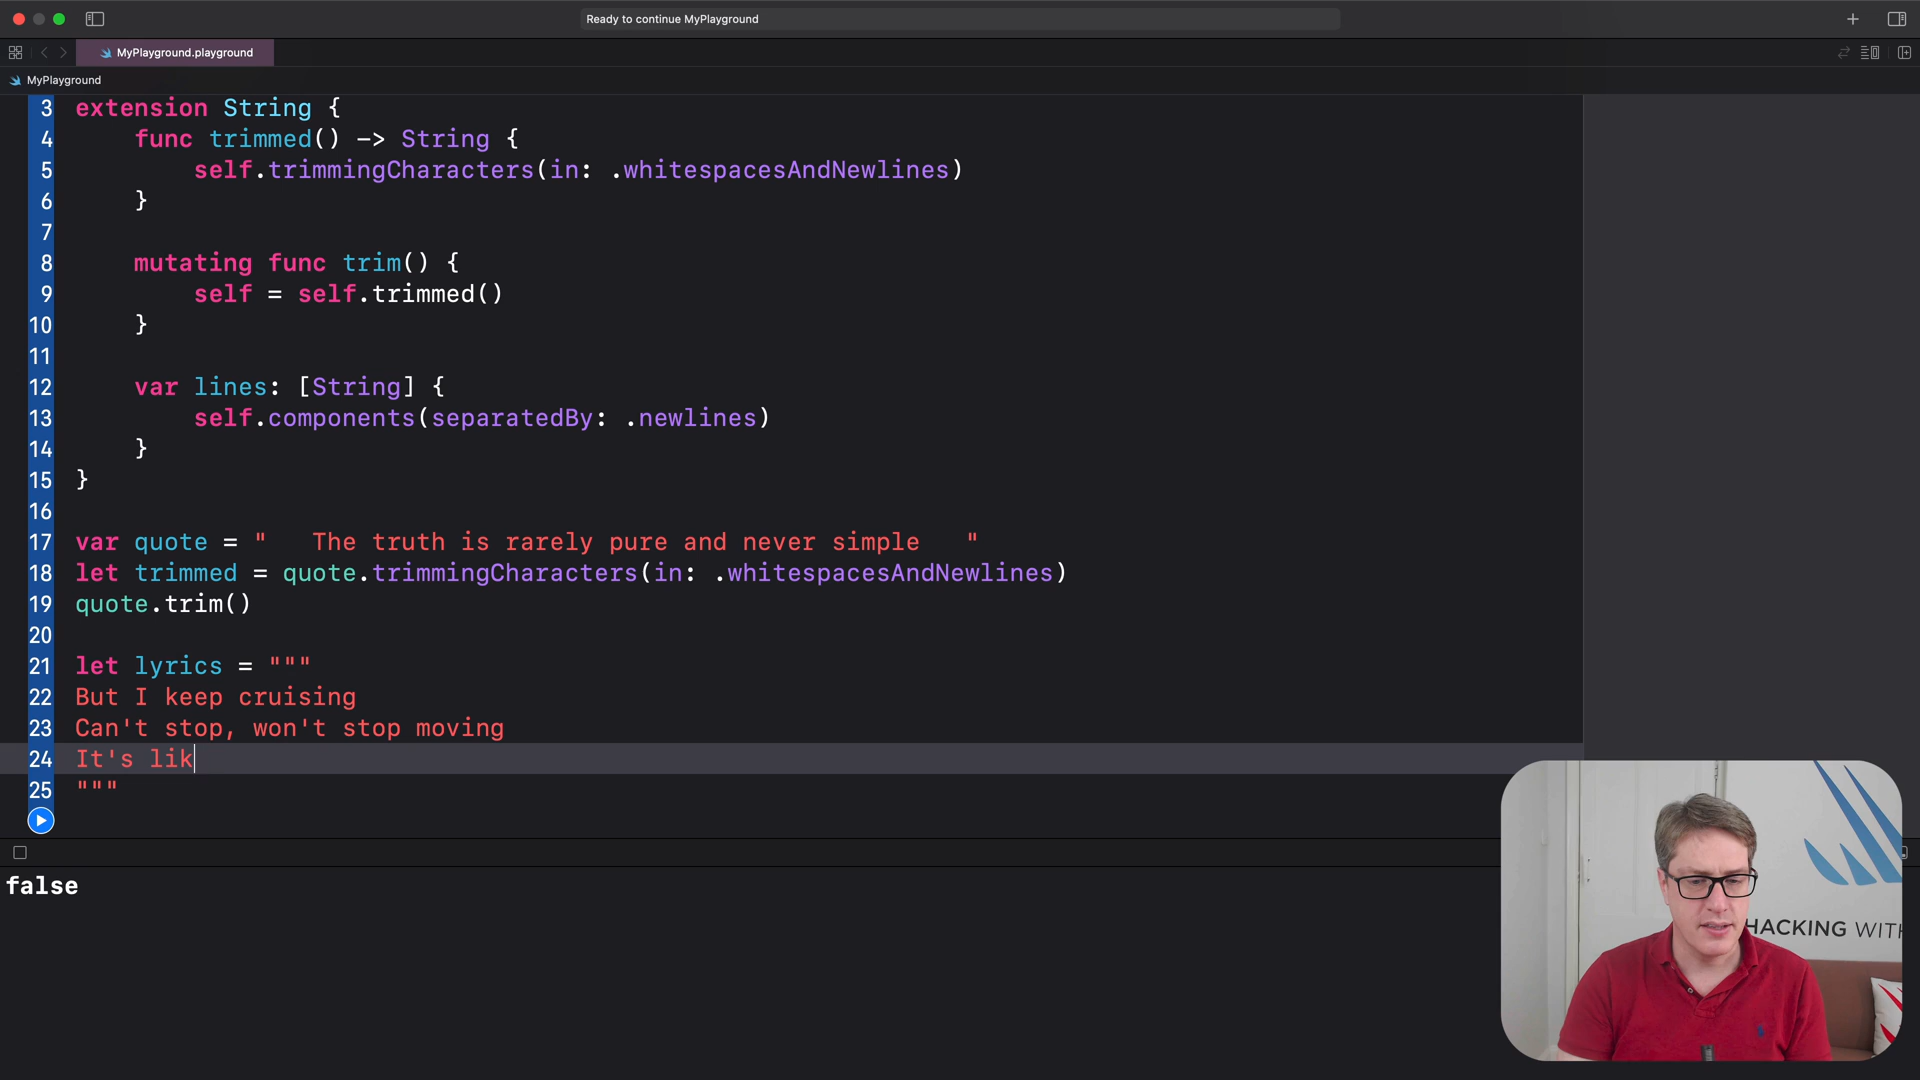 Ready to continue MyPlayground
MyPlayground.playground
MyPlayground
3 extension String {
4 func trimmed() -> String {
5 self.trimmingCharacters(in: .whitespacesAndNewlines)
6 }
7
8 mutating func trim() {
9 self = self.trimmed()
10 }
11
12 var lines: [String] {
13 self.components(separatedBy: .newlines)
14 }
15 }
16
17 var quote = "   The truth is rarely pure and never simple   "
18 let trimmed = quote.trimmingCharacters(in: .whitespacesAndNewlines)
19 quote.trim()
20
21 let lyrics = """
22 But I keep cruising
23 Can't stop, won't stop moving
24 It's lik
25 """
false
HACKING WITH